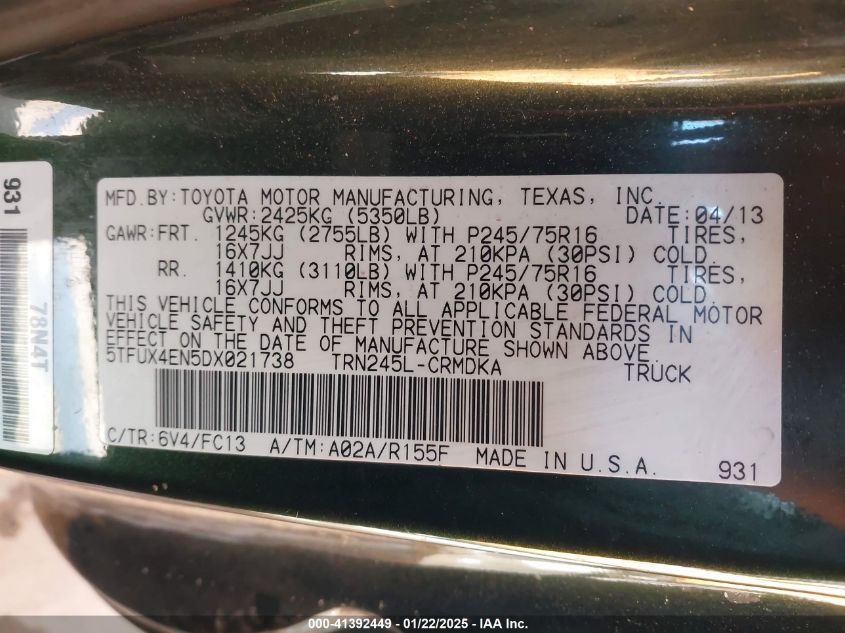 MFD.BY:TOYOTA MOTOR MANUFACTURING, TEXAS, INC.
GVWR:2425KG (5350LB) DATE:04/13
GAWR:FRT. 1245KG (2755LB) WITH P245/75R16 TIRES,
16X7JJ RIMS, AT 210KPA (30PSI) COLD.
RR. 1410KG (3110LB) WITH P245/75R16 TIRES,
16X7JJ RIMS, AT 210KPA (30PSI) COLD.
THIS VEHICLE CONFORMS TO ALL APPLICABLE FEDERAL MOTOR
VEHICLE SAFETY AND THEFT PREVENTION STANDARDS IN
EFFECT ON THE DATE OF MANUFACTURE SHOWN ABOVE.
5TFUX4EN5DX021738 TRN245L-CRMDKA TRUCK
C/TR:6V4/FC13 A/TM:A02A/R155F MADE IN U.S.A. 931
931
78N4T
000-41392449 - 01/22/2025 - IAA Inc.